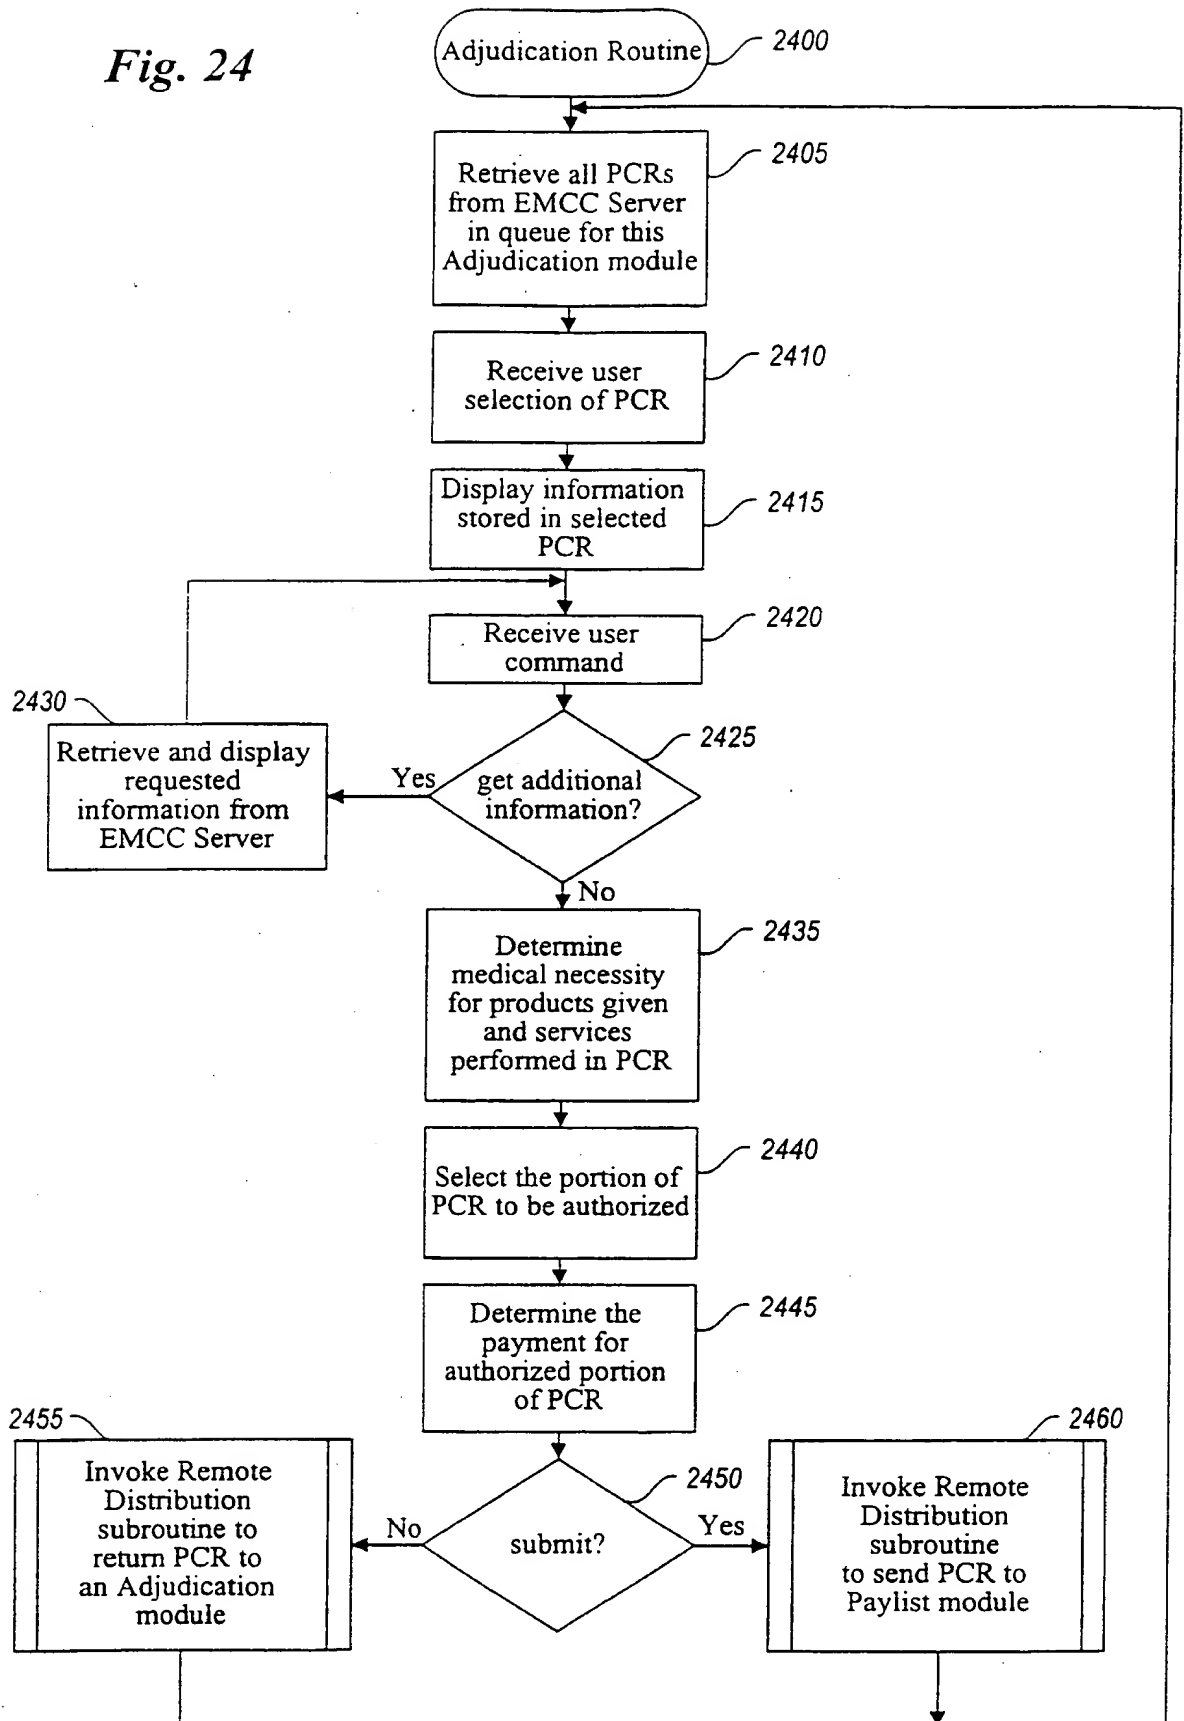 Fig. 24
Adjudication Routine
2400
Retrieve all PCRs
from EMCC Server
in queue for this
Adjudication module
2405
Receive user
selection of PCR
2410
Display information
stored in selected
PCR
2415
Receive user
command
2420
2430
Retrieve and display
requested
information from
EMCC Server
Yes
get additional
information?
2425
No
Determine
medical necessity
for products given
and services
performed in PCR
2435
Select the portion of
PCR to be authorized
2440
Determine the
payment for
authorized portion
of PCR
2445
2455
Invoke Remote
Distribution
subroutine to
return PCR to
an Adjudication
module
No
submit?
2450
Yes
2460
Invoke Remote
Distribution
subroutine
to send PCR to
Paylist module